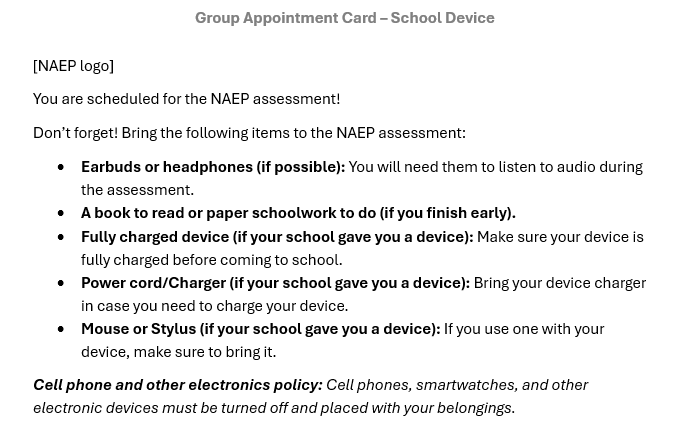 Group Appointment Card – School Device
[NAEP logo]
You are scheduled for the NAEP assessment!
Don’t forget! Bring the following items to the NAEP assessment:
• Earbuds or headphones (if possible): You will need them to listen to audio during
the assessment.
• A book to read or paper schoolwork to do (if you finish early).
• Fully charged device (if your school gave you a device): Make sure your device is
fully charged before coming to school.
• Power cord/Charger (if your school gave you a device): Bring your device charger
in case you need to charge your device.
• Mouse or Stylus (if your school gave you a device): If you use one with your
device, make sure to bring it.
Cell phone and other electronics policy: Cell phones, smartwatches, and other
electronic devices must be turned off and placed with your belongings.